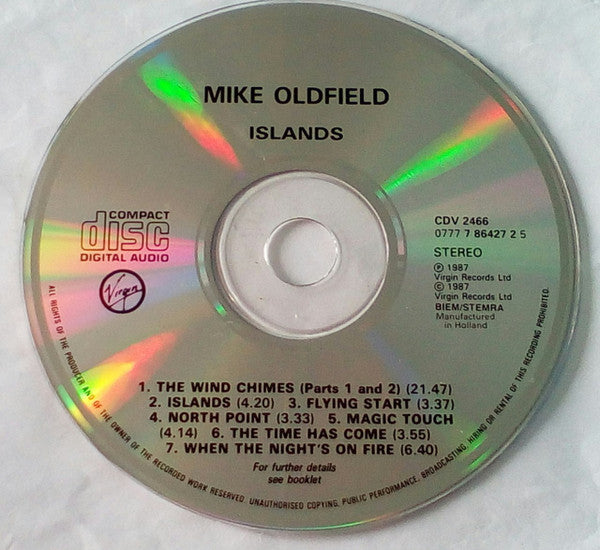 MIKE OLDFIELD
ISLANDS
COMPACT
disc
DIGITAL AUDIO
Virgin
CDV 2466
0777 7 86427 2 5
STEREO
℗ 1987
Virgin Records Ltd
© 1987
Virgin Records Ltd
BIEM/STEMRA
Manufactured
in Holland
1. THE WIND CHIMES (Parts 1 and 2) (21.47)
2. ISLANDS (4.20) 3. FLYING START (3.37)
4. NORTH POINT (3.33) 5. MAGIC TOUCH
(4.14) 6. THE TIME HAS COME (3.55)
7. WHEN THE NIGHT'S ON FIRE (6.40)
For further details
see booklet
ALL RIGHTS OF THE PRODUCER AND OF THE OWNER OF THE RECORDED WORK RESERVED. UNAUTHORISED COPYING, PUBLIC PERFORMANCE, BROADCASTING, HIRING OR RENTAL OF THIS RECORDING PROHIBITED.